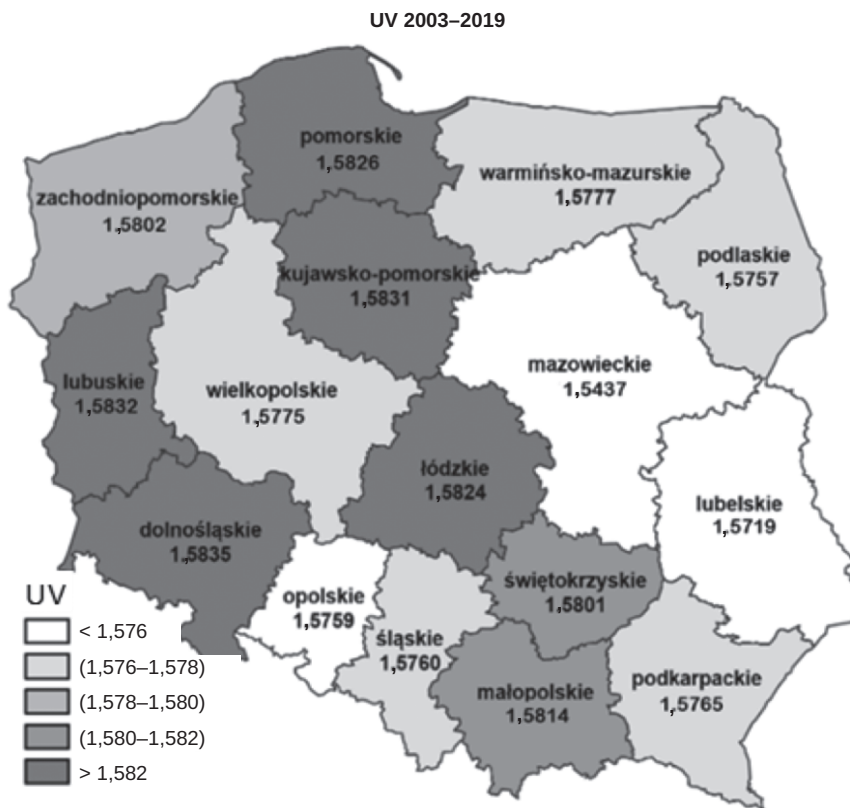 UV 2003–2019
pomorskie
1,5826
warmińsko-mazurskie
1,5777
zachodniopomorskie
1,5802
podlaskie
1,5757
kujawsko-pomorskie
1,5831
mazowieckie
1,5437
lubuskie
1,5832
wielkopolskie
1,5775
łódzkie
1,5824
lubelskie
1,5719
dolnośląskie
1,5835
świętokrzyskie
1,5801
opolskie
1,5759
śląskie
1,5760
podkarpackie
1,5765
małopolskie
1,5814
UV
< 1,576
(1,576–1,578)
(1,578–1,580)
(1,580–1,582)
> 1,582